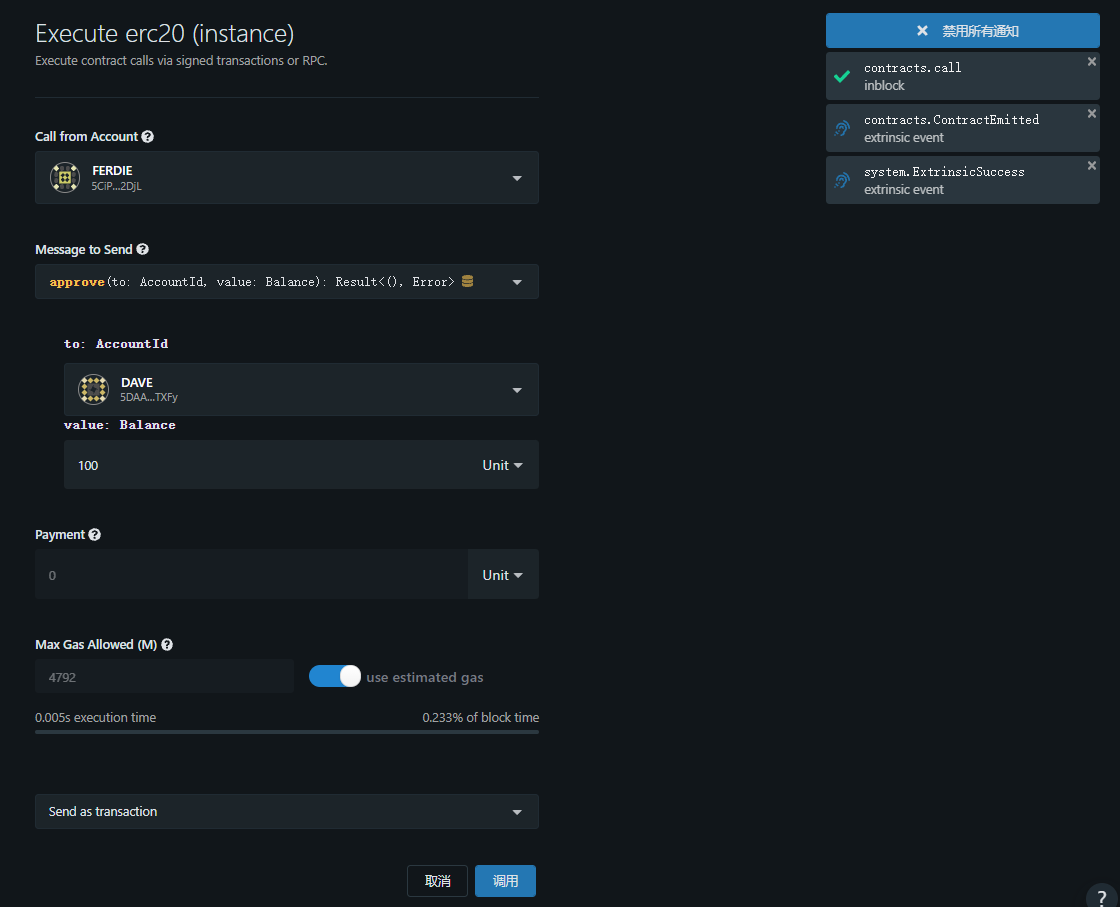 Execute erc20 (instance)
Execute contract calls via signed transactions or RPC.
Call from Account
FERDIE
5CiP...2DjL
Message to Send
approve(to: AccountId, value: Balance): Result<(), Error>
to: AccountId
DAVE
5DAA...TXFy
value: Balance
100 Unit
Payment
0 Unit
Max Gas Allowed (M)
4792 use estimated gas
0.005s execution time 0.233% of block time
Send as transaction
取消 调用
禁用所有通知
contracts.call
inblock
contracts.ContractEmitted
extrinsic event
system.ExtrinsicSuccess
extrinsic event